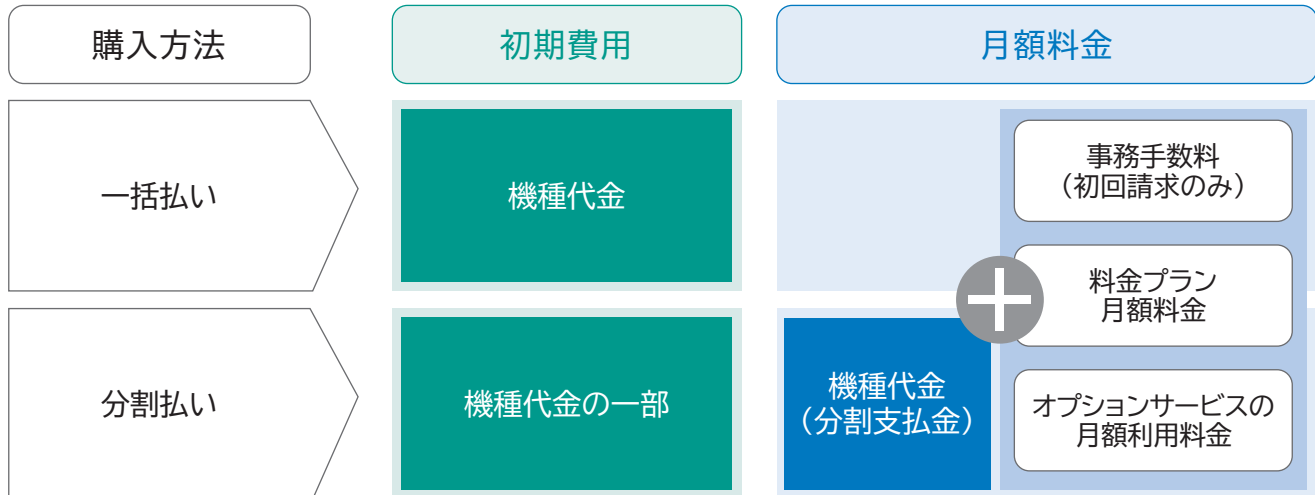 購入方法
初期費用
月額料金
一括払い
機種代金
事務手数料
（初回請求のみ）
料金プラン
月額料金
分割払い
機種代金の一部
機種代金
（分割支払金）
オプションサービスの
月額利用料金